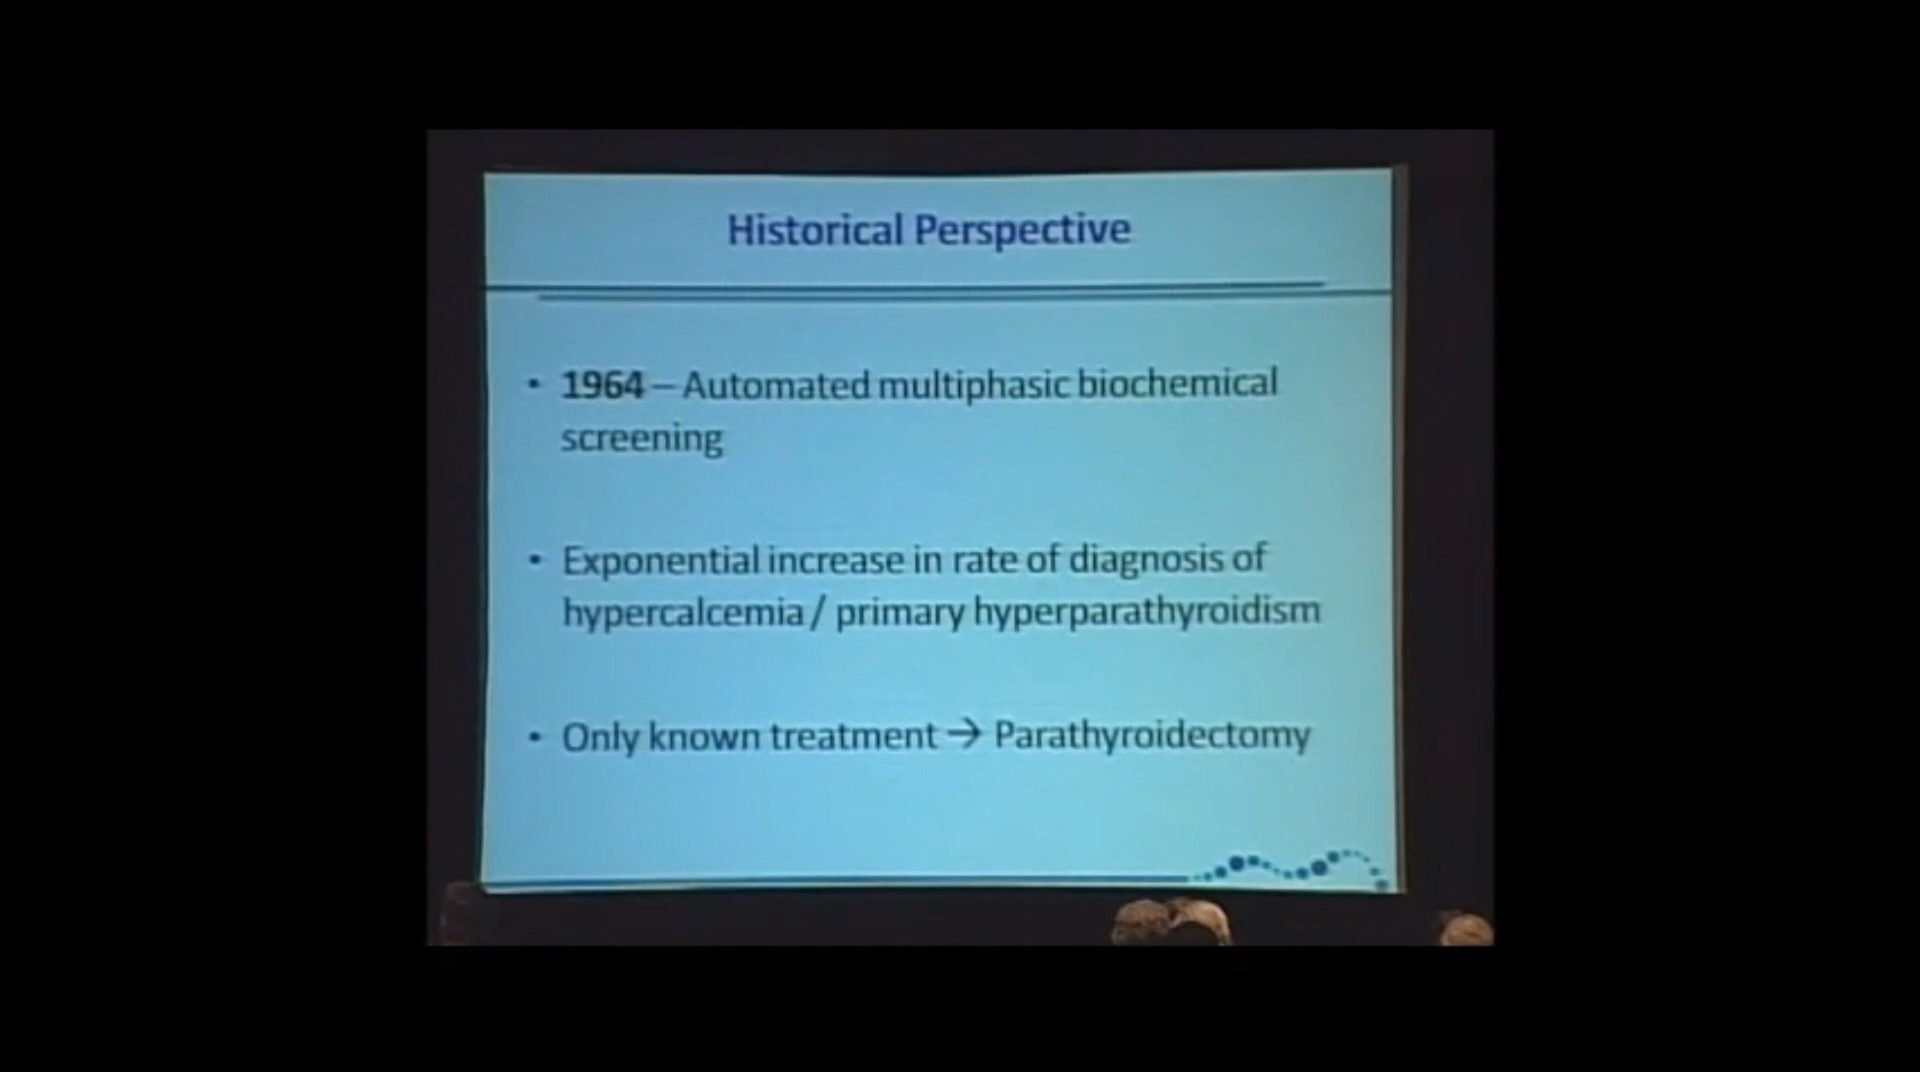 Historical Perspective
• 1964 – Automated multiphasic biochemical
screening
• Exponential increase in rate of diagnosis of
hypercalcemia / primary hyperparathyroidism
• Only known treatment → Parathyroidectomy